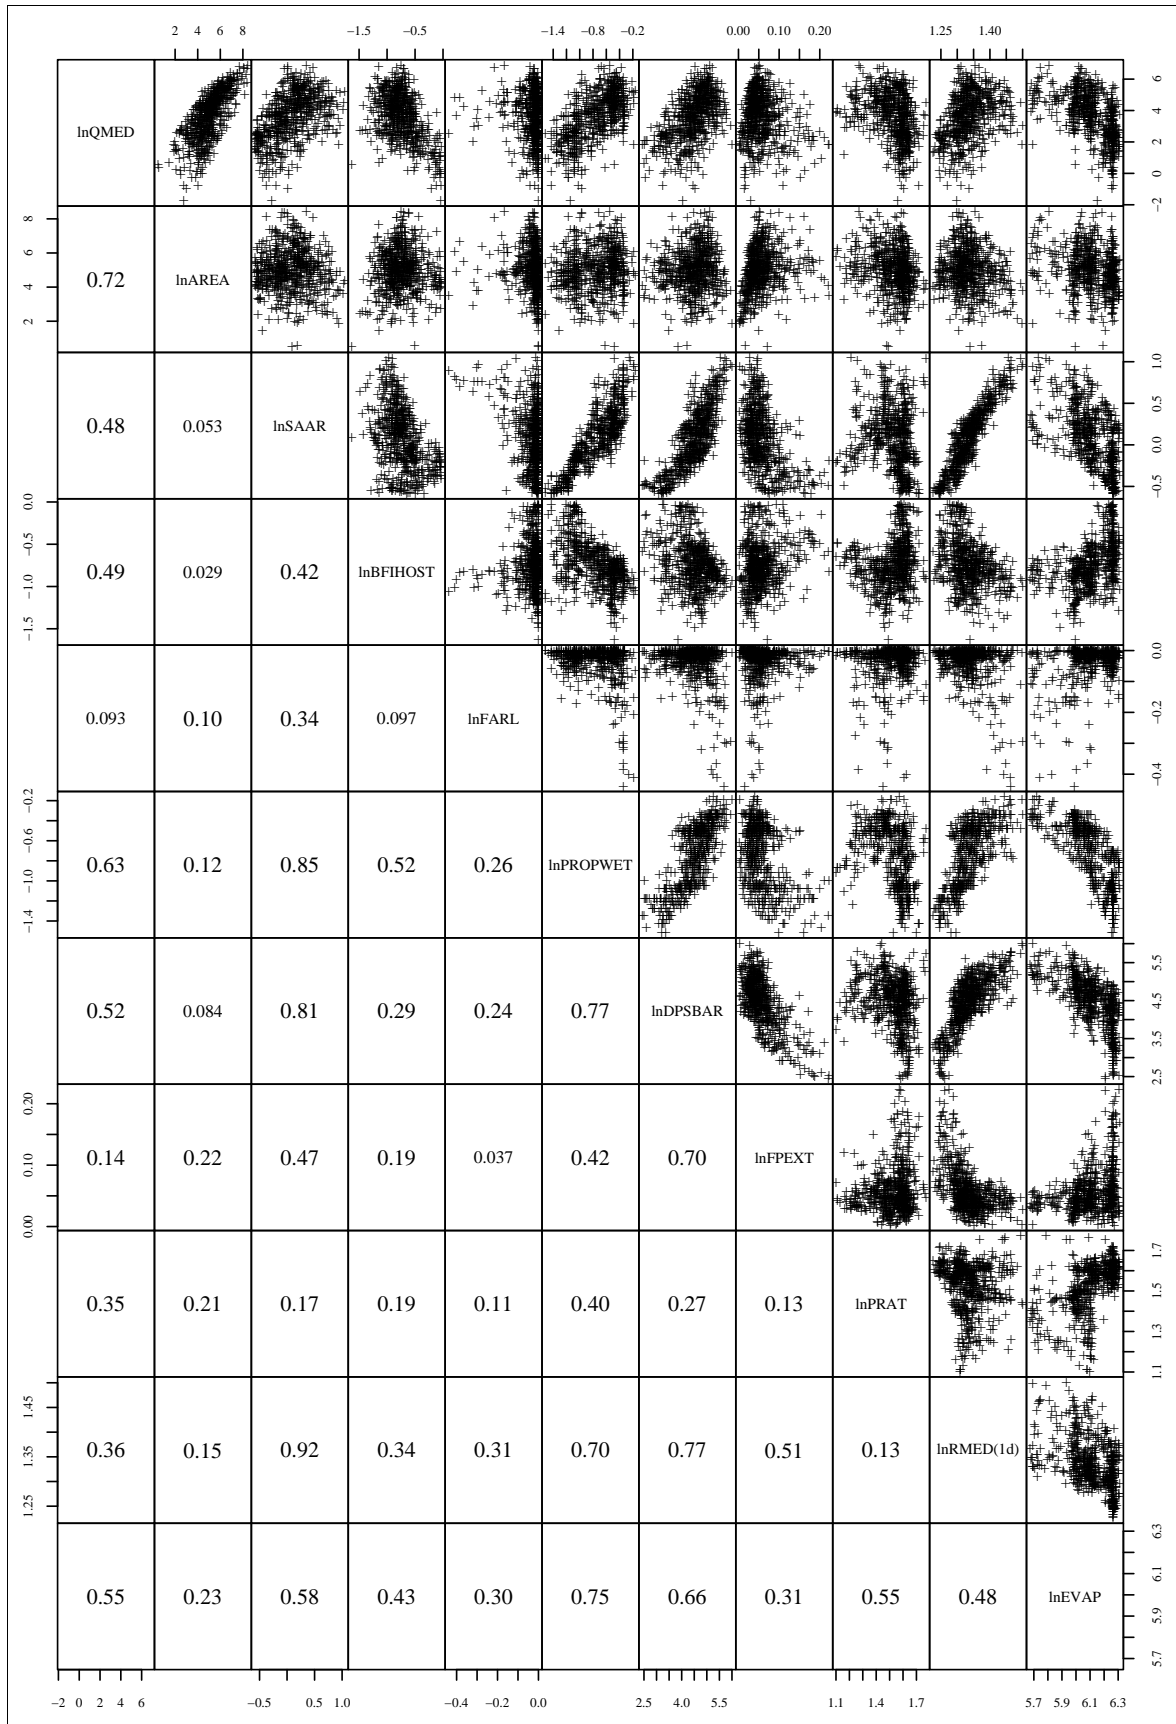 2 4 6 8 −1.5 −0.5 −1.4 −0.8 −0.2 0.00 0.20 1.25 1.40
lnQMED
−2 0 2 4 6
2 4 6 8
0.72 lnAREA
0.48 0.053 lnSAAR
−0.5 0.0 0.5 1.0
−1.5 −1.0 −0.5 0.0
0.49 0.029 0.42 lnBFIHOST
0.093 0.10 0.34 0.097 lnFARL
−0.4 −0.2 0.0
−1.4 −1.0 −0.6 −0.2
0.63 0.12 0.85 0.52 0.26 lnPROPWET
0.52 0.084 0.81 0.29 0.24 0.77 lnDPSBAR
2.5 3.5 4.5 5.5
0.00 0.10 0.20
0.14 0.22 0.47 0.19 0.037 0.42 0.70 lnFPEXT
0.35 0.21 0.17 0.19 0.11 0.40 0.27 0.13 lnPRAT
1.1 1.3 1.5 1.7
1.25 1.35 1.45
0.36 0.15 0.92 0.34 0.31 0.70 0.77 0.51 0.13 lnRMED(1d)
0.55 0.23 0.58 0.43 0.30 0.75 0.66 0.31 0.55 0.48 lnEVAP
5.7 5.9 6.1 6.3
−2 0 2 4 6 −0.5 0.5 1.0 −0.4 −0.2 0.0 2.5 4.0 5.5 1.1 1.4 1.7 5.7 5.9 6.1 6.3